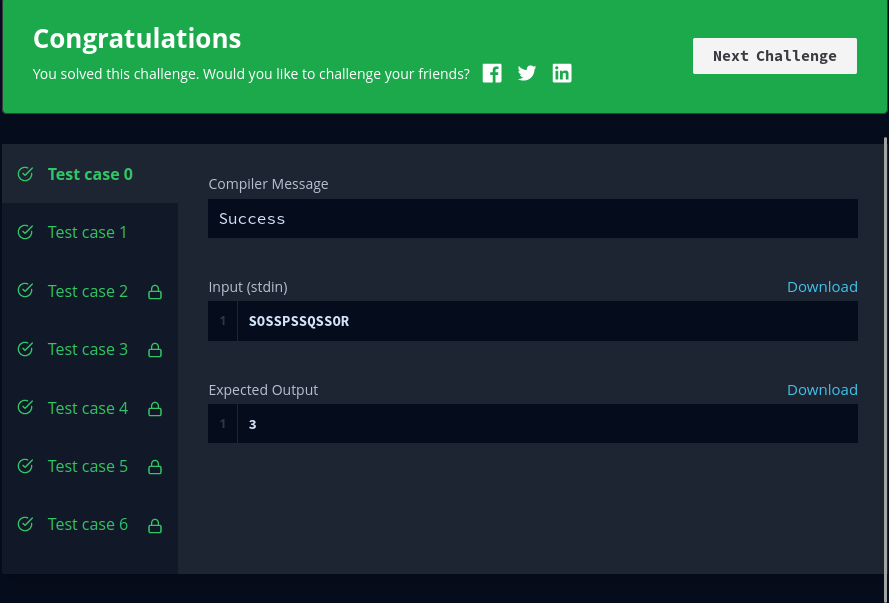 Congratulations
You solved this challenge. Would you like to challenge your friends?
Next Challenge
Test case 0
Test case 1
Test case 2
Test case 3
Test case 4
Test case 5
Test case 6
Compiler Message
Success
Input (stdin)
Download
1 SOSSPSSQSSOR
Expected Output
Download
1 3